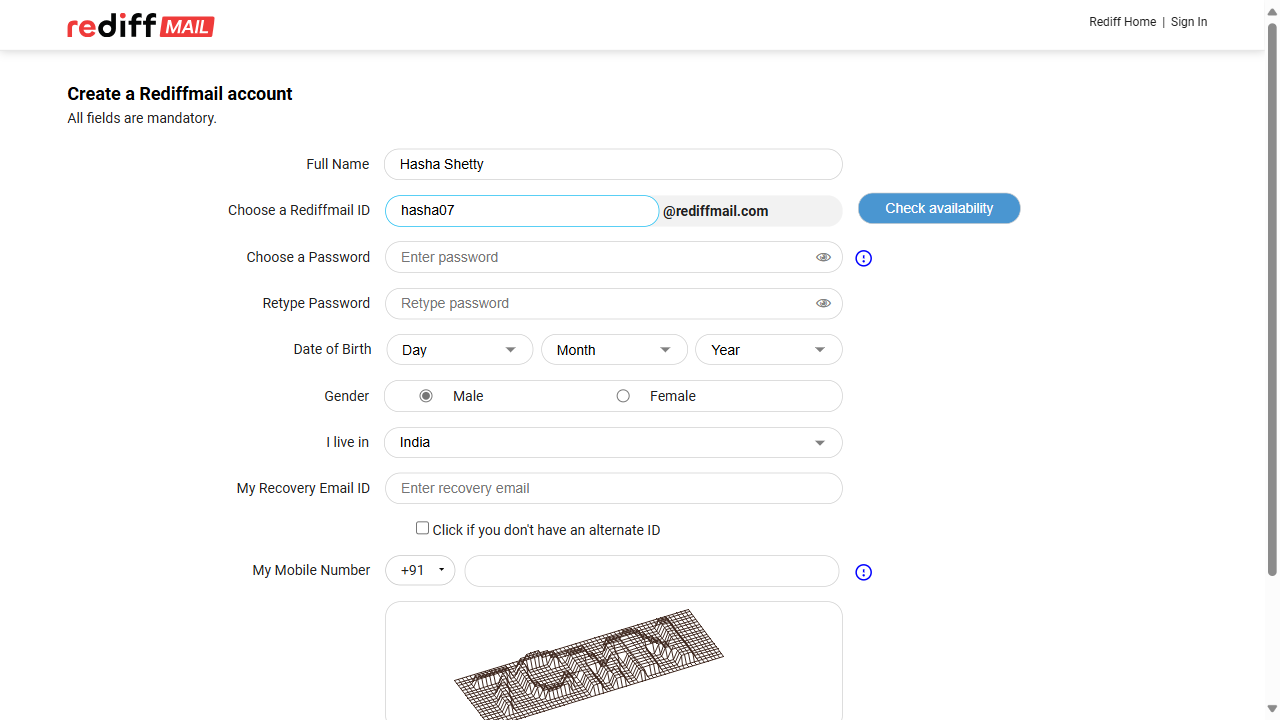 rediff MAIL
Rediff Home | Sign In
Create a Rediffmail account
All fields are mandatory.
Full Name Hasha Shetty
Choose a Rediffmail ID hasha07 @rediffmail.com Check availability
Choose a Password Enter password
Retype Password Retype password
Date of Birth Day Month Year
Gender Male Female
I live in India
My Recovery Email ID Enter recovery email
Click if you don't have an alternate ID
My Mobile Number +91